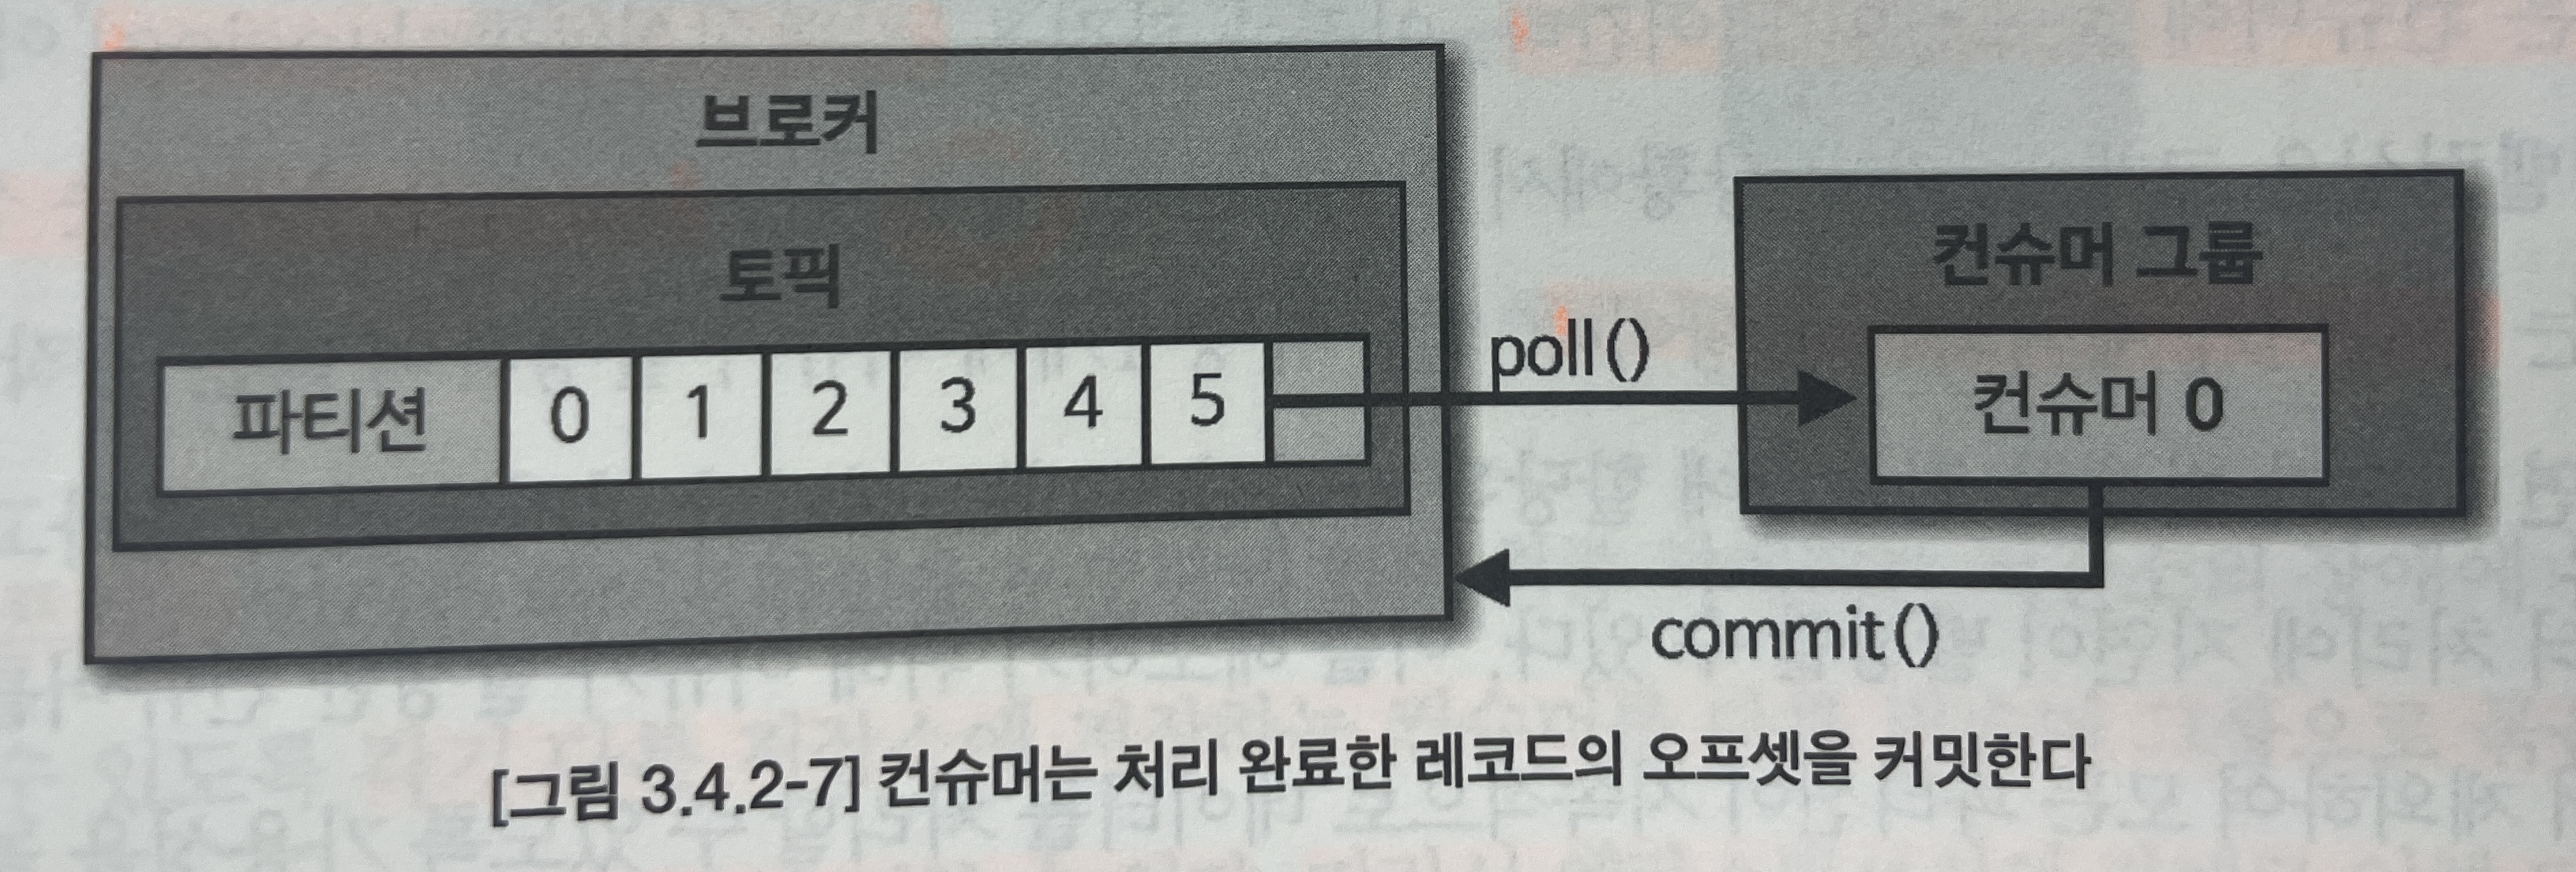 브로커
토픽
파티션 0 1 2 3 4 5
poll()
컨슈머 그룹
컨슈머 0
commit()
[그림 3.4.2-7] 컨슈머는 처리 완료한 레코드의 오프셋을 커밋한다